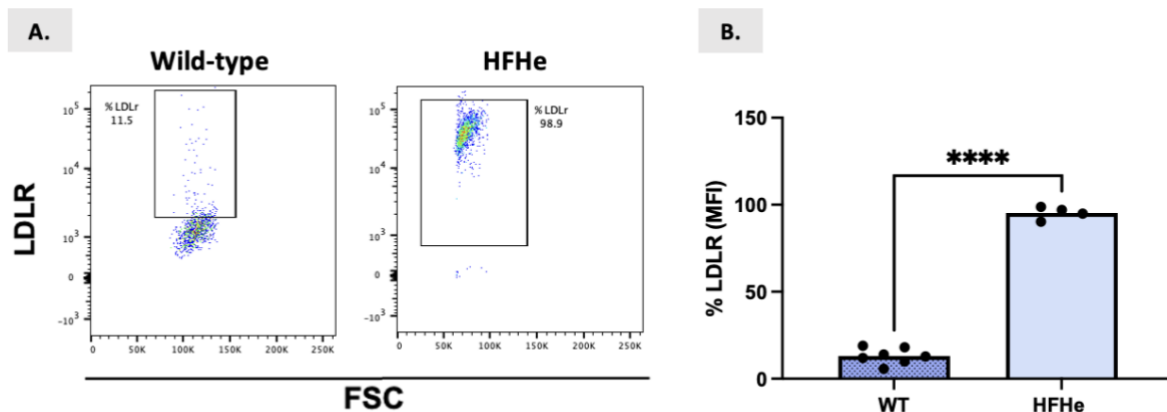 A.
Wild-type
HFHe
LDLR
10^5
10^4
10^3
0
-10^3
% LDLr
11.5
0 50K 100K 150K 200K 250K
10^5
10^4
10^3
0
-10^3
% LDLr
98.9
0 50K 100K 150K 200K 250K
FSC
B.
% LDLR (MFI)
150
100
50
0
****
WT
HFHe